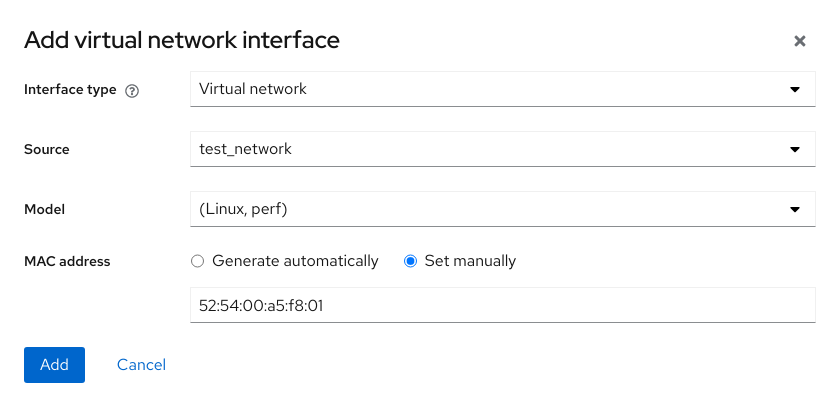 Add virtual network interface
Interface type
Virtual network
Source
test_network
Model
(Linux, perf)
MAC address
Generate automatically
Set manually
52:54:00:a5:f8:01
Add
Cancel